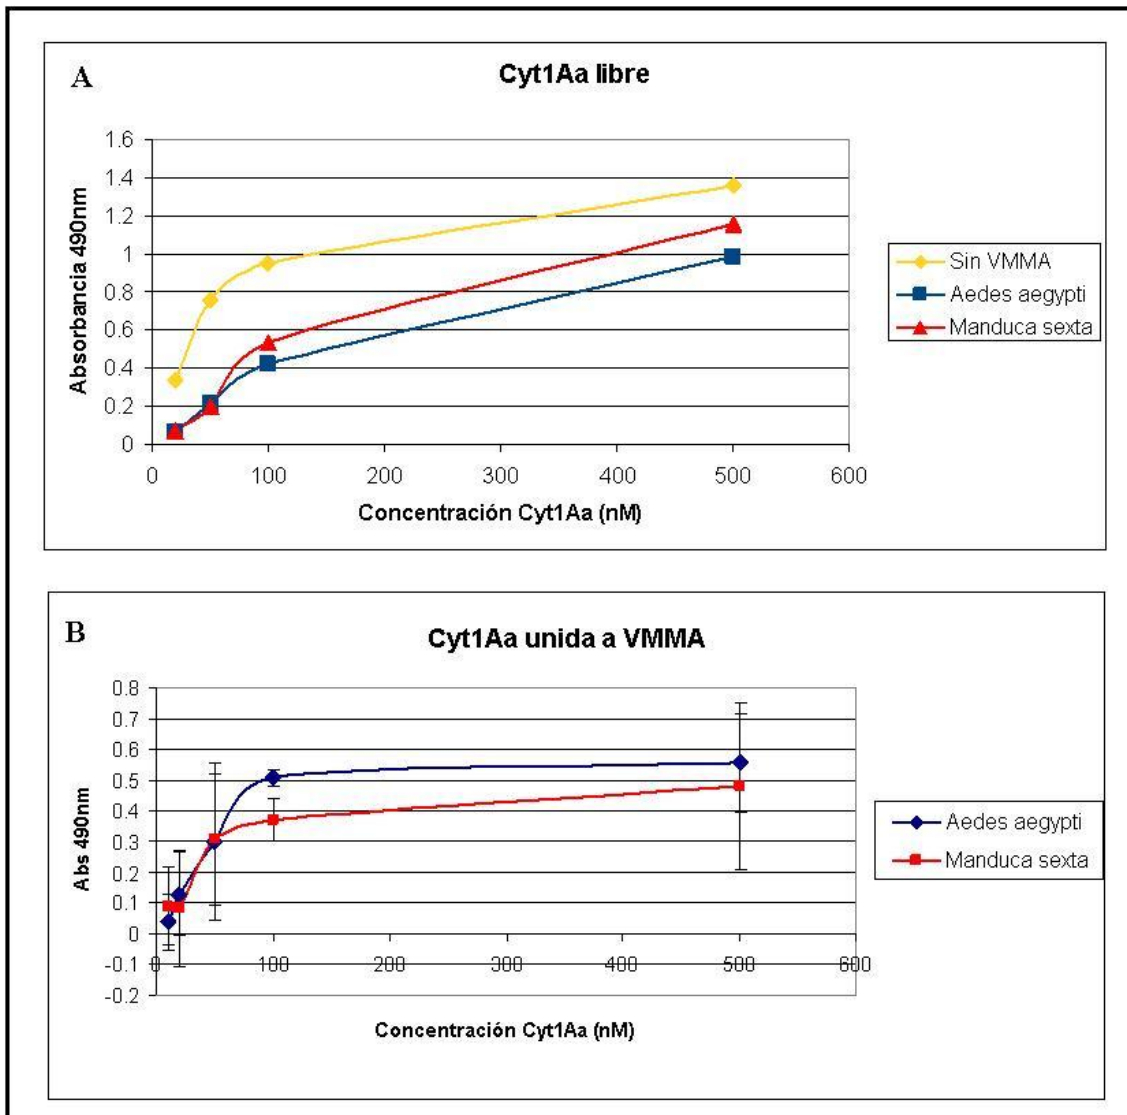 A
Cyt1Aa libre
Absorbancia 490nm
1.6
1.4
1.2
1
0.8
0.6
0.4
0.2
0
0 100 200 300 400 500 600
Concentración Cyt1Aa (nM)
Sin VMMA
Aedes aegypti
Manduca sexta
B
Cyt1Aa unida a VMMA
Abs 490nm
0.8
0.7
0.6
0.5
0.4
0.3
0.2
0.1
0
-0.1
-0.2
0 100 200 300 400 500 600
Concentración Cyt1Aa (nM)
Aedes aegypti
Manduca sexta